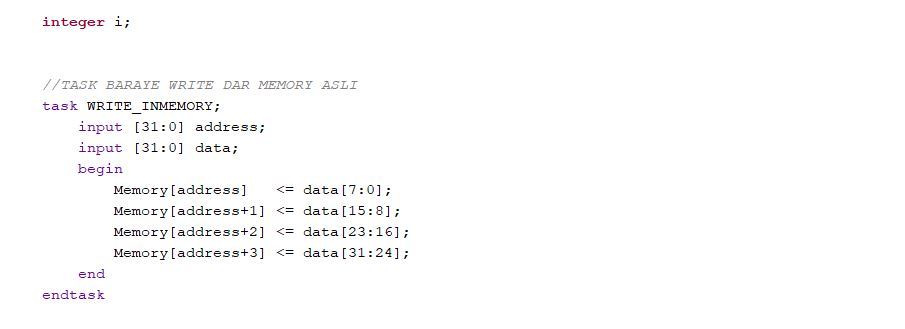 integer i;
//TASK BARAYE WRITE DAR MEMORY ASLI
task WRITE_INMEMORY;
    input [31:0] address;
    input [31:0] data;
    begin
        Memory[address]   <= data[7:0];
        Memory[address+1] <= data[15:8];
        Memory[address+2] <= data[23:16];
        Memory[address+3] <= data[31:24];
    end
endtask